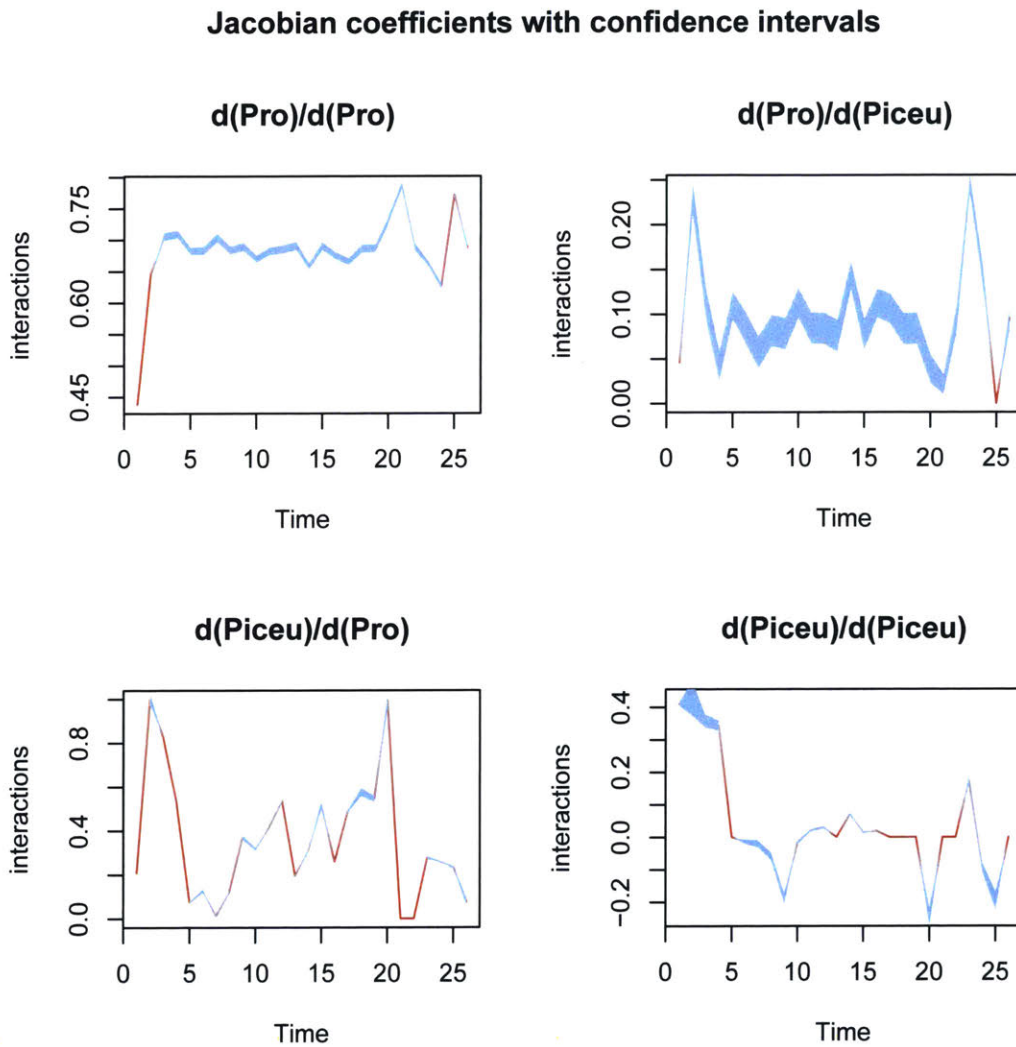 Jacobian coefficients with confidence intervals
d(Pro)/d(Pro)
interactions
0.75
0.60
0.45
0 5 10 15 20 25
Time
d(Pro)/d(Piceu)
interactions
0.20
0.10
0.00
0 5 10 15 20 25
Time
d(Piceu)/d(Pro)
interactions
0.8
0.4
0.0
0 5 10 15 20 25
Time
d(Piceu)/d(Piceu)
interactions
0.4
0.2
0.0
−0.2
0 5 10 15 20 25
Time